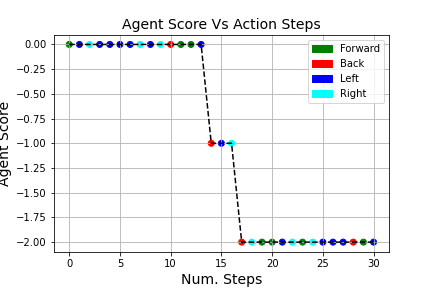 Agent Score Vs Action Steps
0.00
−0.25
−0.50
−0.75
−1.00
−1.25
−1.50
−1.75
−2.00
Agent Score
Forward
Back
Left
Right
0 5 10 15 20 25 30
Num. Steps